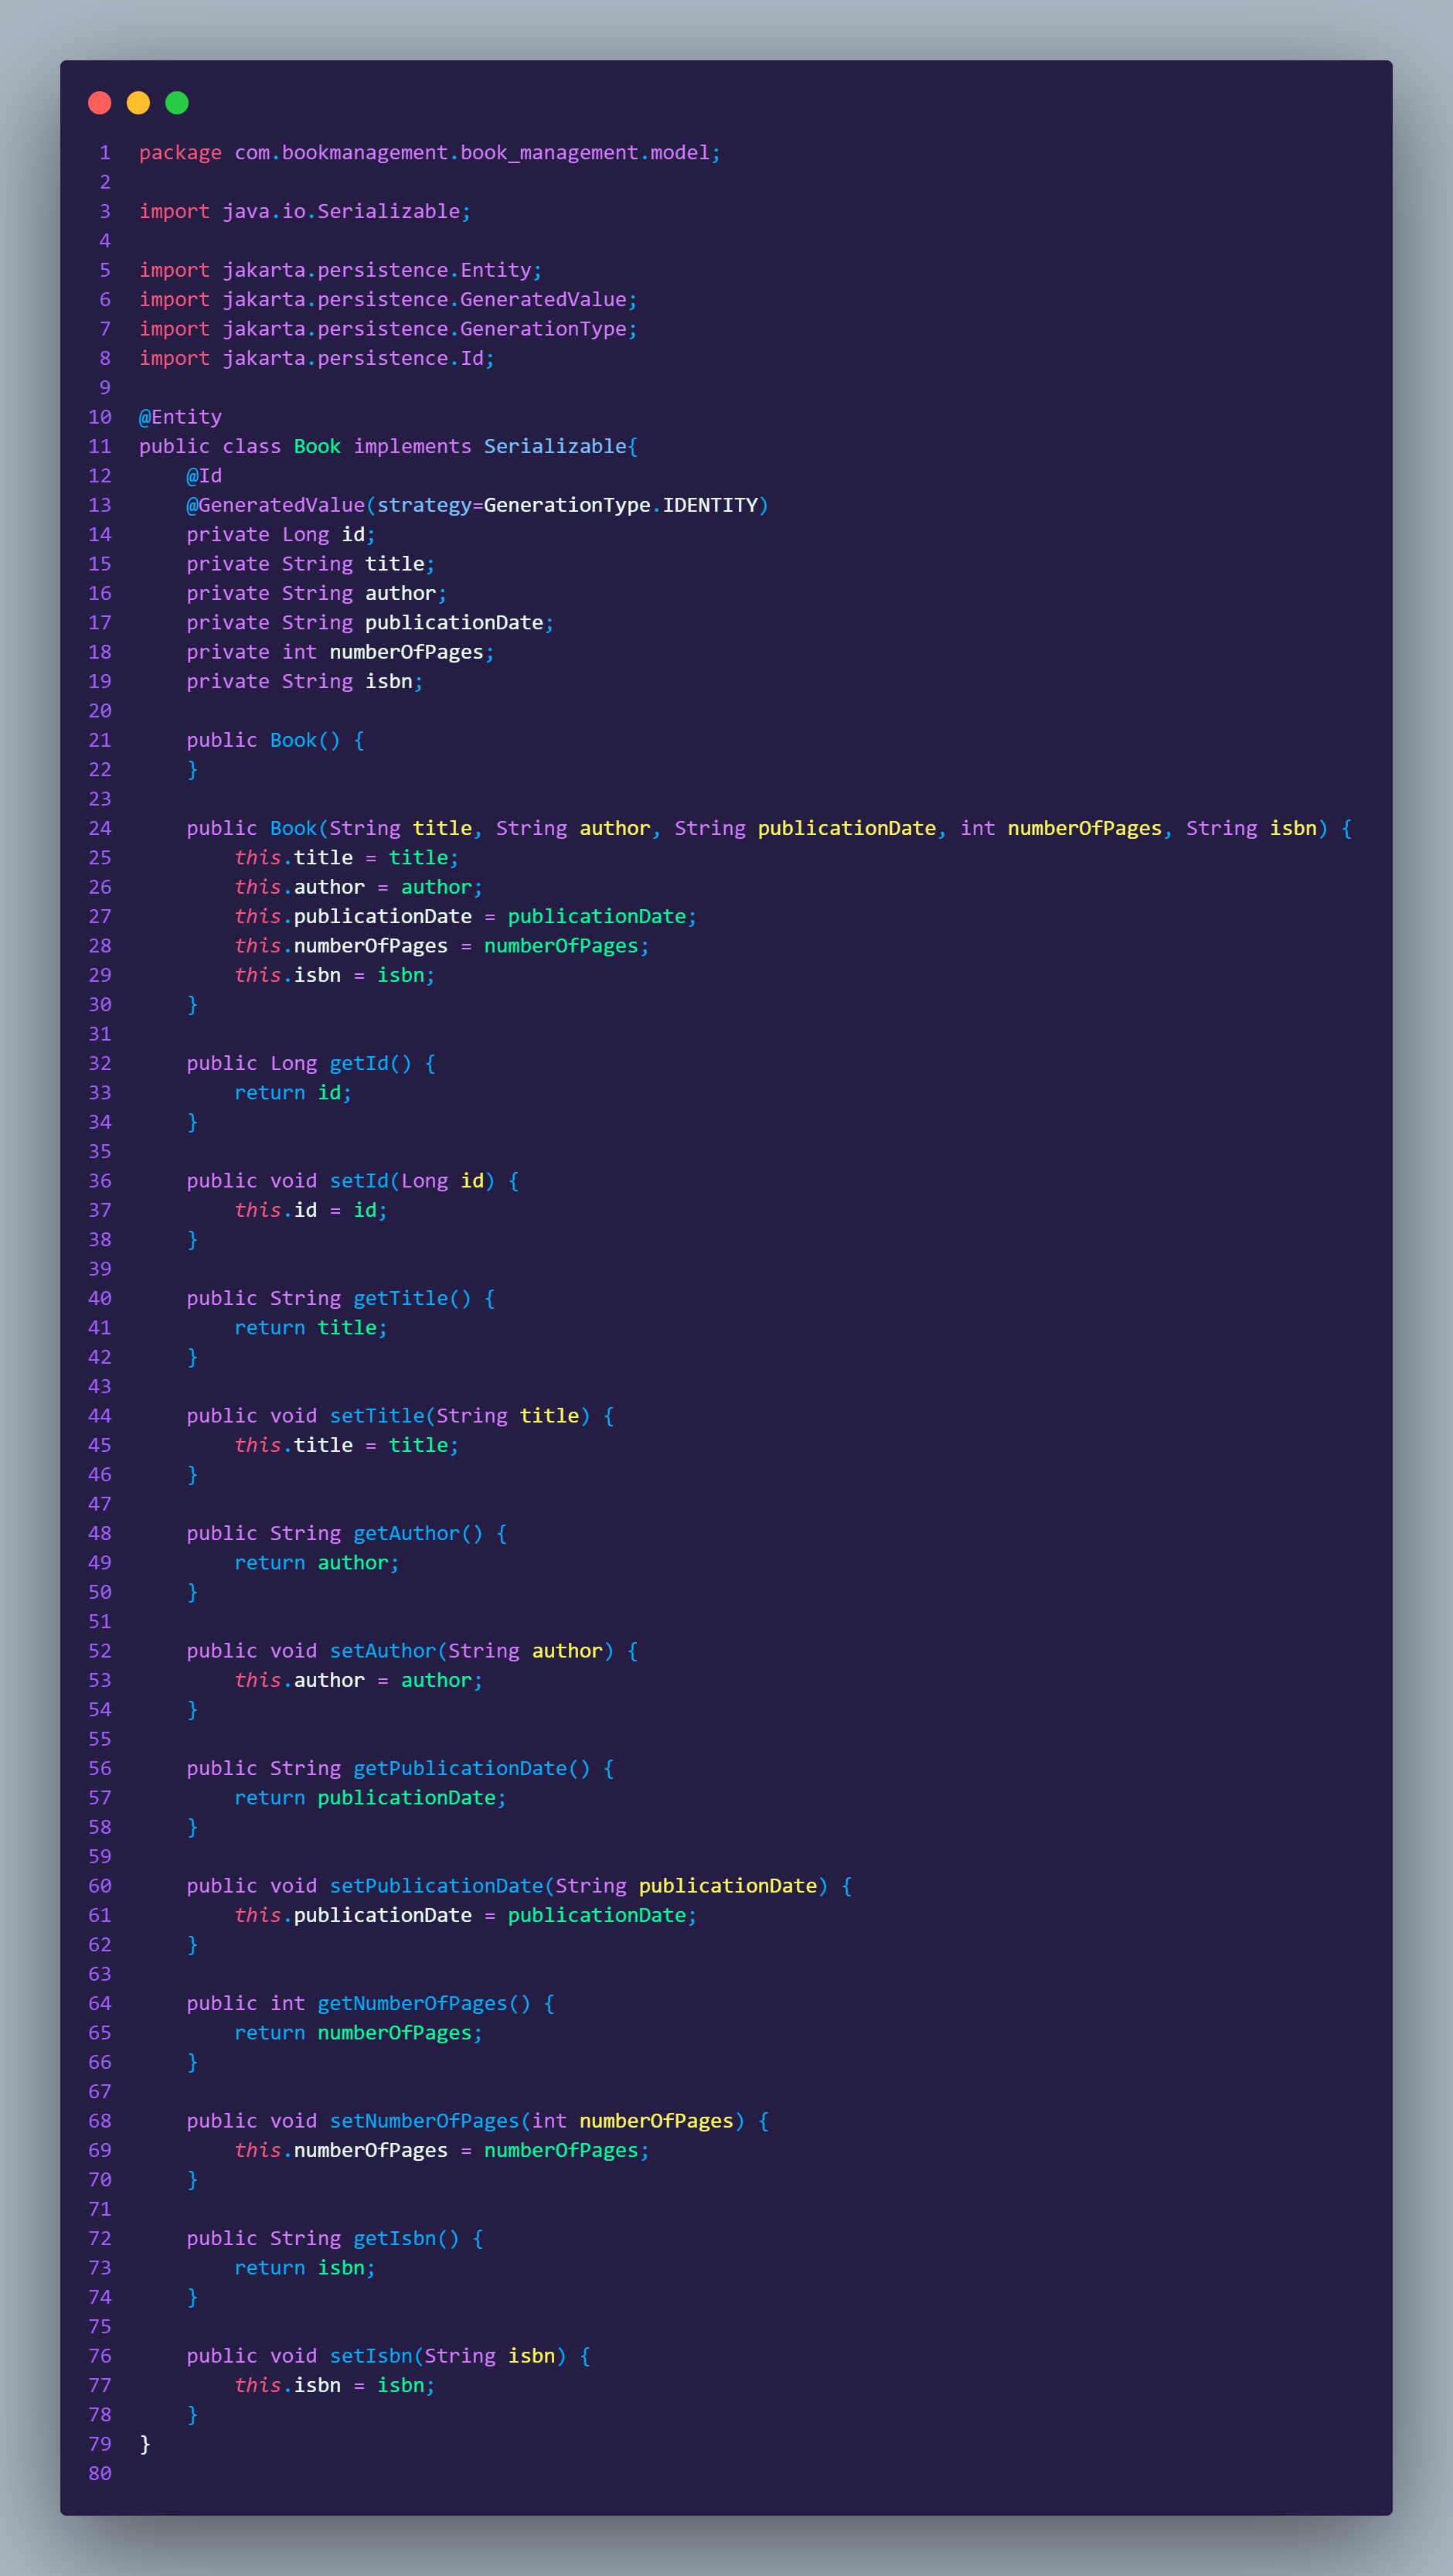 1 package com.bookmanagement.book_management.model;
2
3 import java.io.Serializable;
4
5 import jakarta.persistence.Entity;
6 import jakarta.persistence.GeneratedValue;
7 import jakarta.persistence.GenerationType;
8 import jakarta.persistence.Id;
9
10 @Entity
11 public class Book implements Serializable{
12     @Id
13     @GeneratedValue(strategy=GenerationType.IDENTITY)
14     private Long id;
15     private String title;
16     private String author;
17     private String publicationDate;
18     private int numberOfPages;
19     private String isbn;
20
21     public Book() {
22     }
23
24     public Book(String title, String author, String publicationDate, int numberOfPages, String isbn) {
25         this.title = title;
26         this.author = author;
27         this.publicationDate = publicationDate;
28         this.numberOfPages = numberOfPages;
29         this.isbn = isbn;
30     }
31
32     public Long getId() {
33         return id;
34     }
35
36     public void setId(Long id) {
37         this.id = id;
38     }
39
40     public String getTitle() {
41         return title;
42     }
43
44     public void setTitle(String title) {
45         this.title = title;
46     }
47
48     public String getAuthor() {
49         return author;
50     }
51
52     public void setAuthor(String author) {
53         this.author = author;
54     }
55
56     public String getPublicationDate() {
57         return publicationDate;
58     }
59
60     public void setPublicationDate(String publicationDate) {
61         this.publicationDate = publicationDate;
62     }
63
64     public int getNumberOfPages() {
65         return numberOfPages;
66     }
67
68     public void setNumberOfPages(int numberOfPages) {
69         this.numberOfPages = numberOfPages;
70     }
71
72     public String getIsbn() {
73         return isbn;
74     }
75
76     public void setIsbn(String isbn) {
77         this.isbn = isbn;
78     }
79 }
80